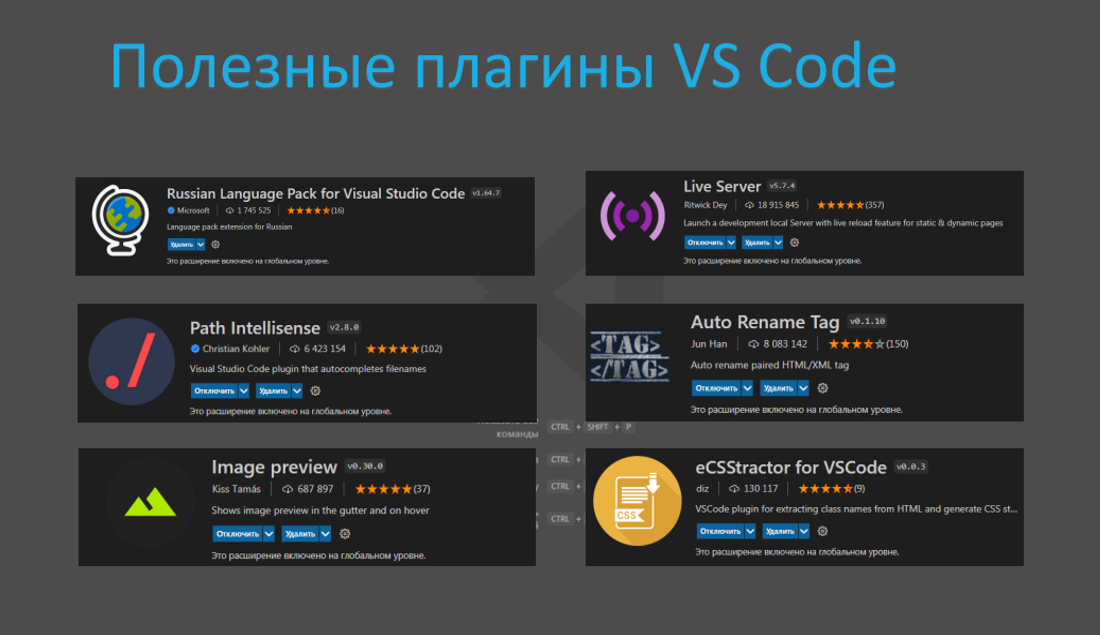 Полезные плагины VS Code
Russian Language Pack for Visual Studio Code v1.64.7
Microsoft 1 745 525 (16)
Language pack extension for Russian
Удалить
Это расширение включено на глобальном уровне.
Live Server v5.7.4
Ritwick Dey 18 915 845 (357)
Launch a development local Server with live reload feature for static & dynamic pages
Отключить Удалить
Это расширение включено на глобальном уровне.
Path Intellisense v2.8.0
Christian Kohler 6 423 154 (102)
Visual Studio Code plugin that autocompletes filenames
Отключить Удалить
Это расширение включено на глобальном уровне.
<TAG>
</TAG>
Auto Rename Tag v0.1.10
Jun Han 8 083 142 (150)
Auto rename paired HTML/XML tag
Отключить Удалить
Это расширение включено на глобальном уровне.
команды CTRL + SHIFT + P
CTRL +
CTRL +
CTRL +
Image preview v0.30.0
Kiss Tamás 687 897 (37)
Shows image preview in the gutter and on hover
Отключить Удалить
Это расширение включено на глобальном уровне.
CSS
eCSStractor for VSCode v0.0.3
diz 130 117 (9)
VSCode plugin for extracting class names from HTML and generate CSS st...
Отключить Удалить
Это расширение включено на глобальном уровне.